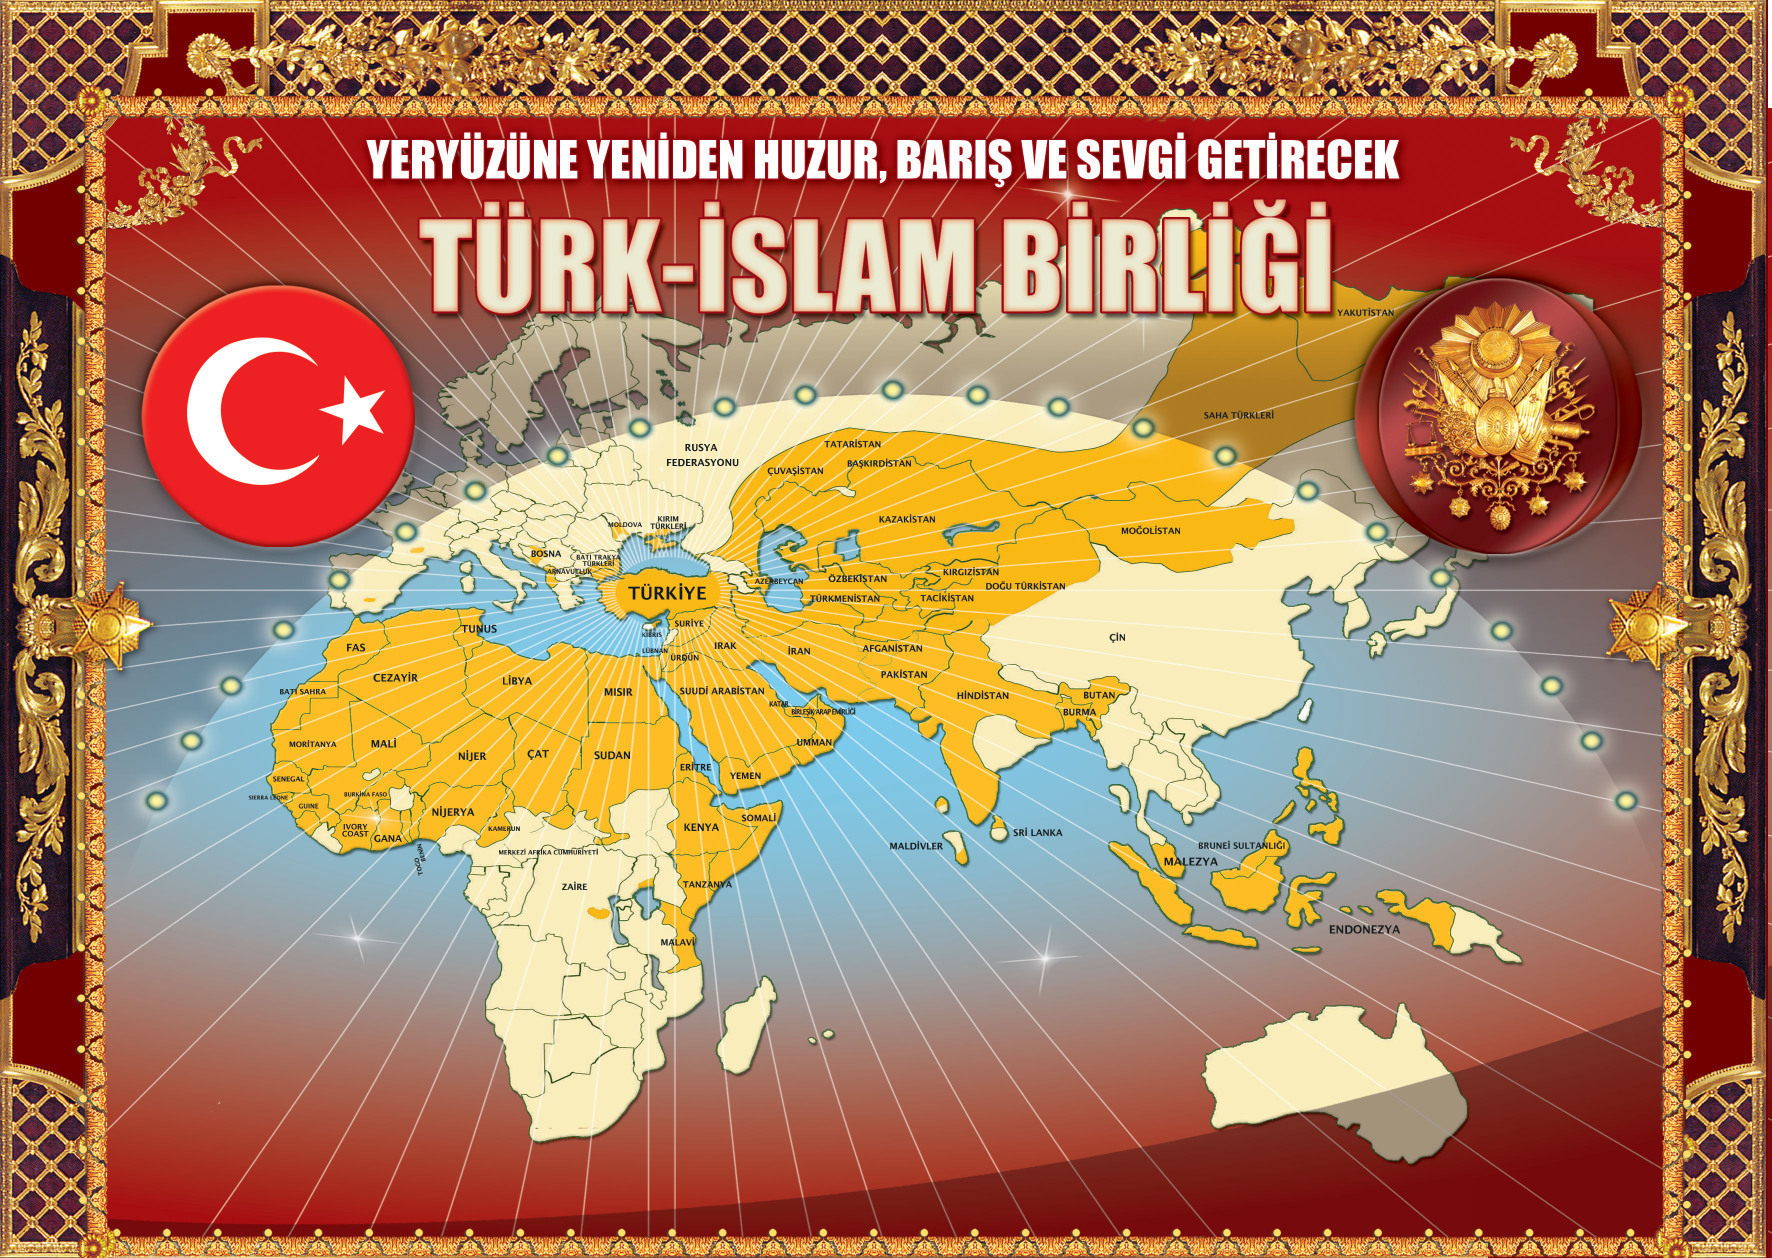 YERYÜZÜNE YENİDEN HUZUR, BARIŞ VE SEVGİ GETİRECEK
TÜRK-İSLAM BİRLİĞİ
YAKUTİSTAN
SAHA TÜRKLERİ
RUSYA
FEDERASYONU
TATARİSTAN
ÇUVAŞİSTAN
BAŞKIRDİSTAN
KAZAKİSTAN
MOĞOLİSTAN
MOLDOVA
KIRIM
TÜRKLERİ
BOSNA
BATI TRAKYA
TÜRKLERİ
ARNAVUTLUK
TÜRKİYE
AZERBEYCAN
ÖZBEKİSTAN
KIRGIZİSTAN
DOĞU TÜRKİSTAN
TÜRKMENİSTAN
TACİKİSTAN
ÇİN
SURİYE
KIBRIS
LÜBNAN
ÜRDÜN
IRAK
İRAN
AFGANİSTAN
PAKİSTAN
HİNDİSTAN
BUTAN
BURMA
TUNUS
FAS
CEZAYİR
LİBYA
MISIR
SUUDİ ARABİSTAN
KATAR
BİRLEŞİK ARAP EMİRLİĞİ
UMMAN
YEMEN
BATI SAHRA
MORİTANYA
MALİ
NİJER
ÇAT
SUDAN
ERİTRE
SENEGAL
SIERRA LEONE
GUINE
BURKİNA FASO
IVORY
COAST
GANA
TOGO
BENİN
NİJERYA
KAMERUN
MERKEZİ AFRİKA CUMHURİYETİ
KENYA
SOMALİ
ZAİRE
TANZANYA
MALAVİ
MALDİVLER
SRİ LANKA
MALEZYA
BRUNEİ SULTANLIĞI
ENDONEZYA